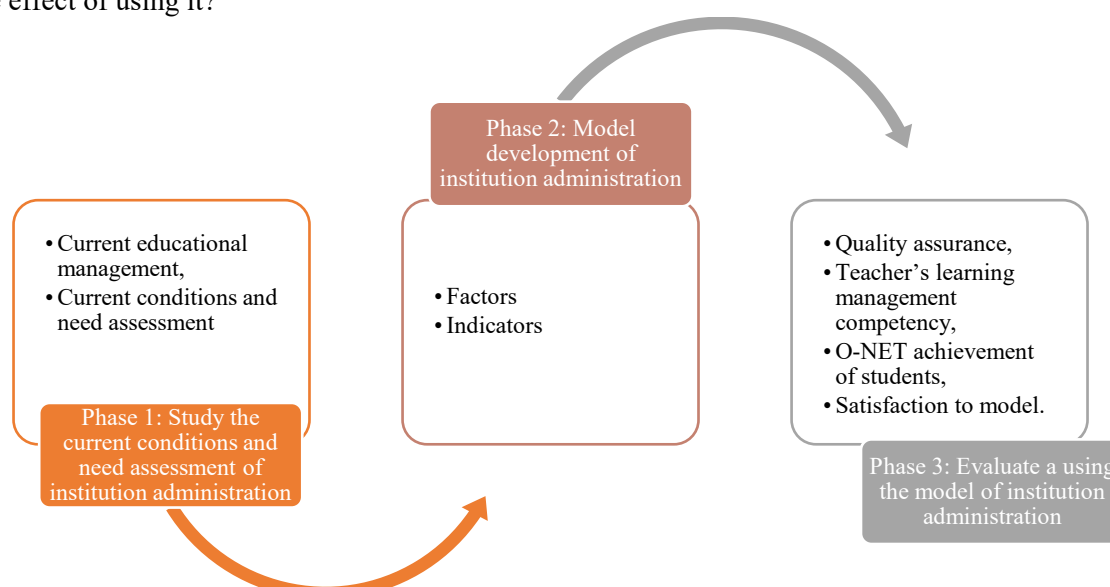 effect of using it?
• Current educational
management,
• Current conditions and
need assessment
Phase 1: Study the
current conditions and
need assessment of
institution administration
Phase 2: Model
development of
institution administration
• Factors
• Indicators
• Quality assurance,
• Teacher’s learning
management
competency,
• O-NET achievement
of students,
• Satisfaction to model.
Phase 3: Evaluate a using
the model of institution
administration